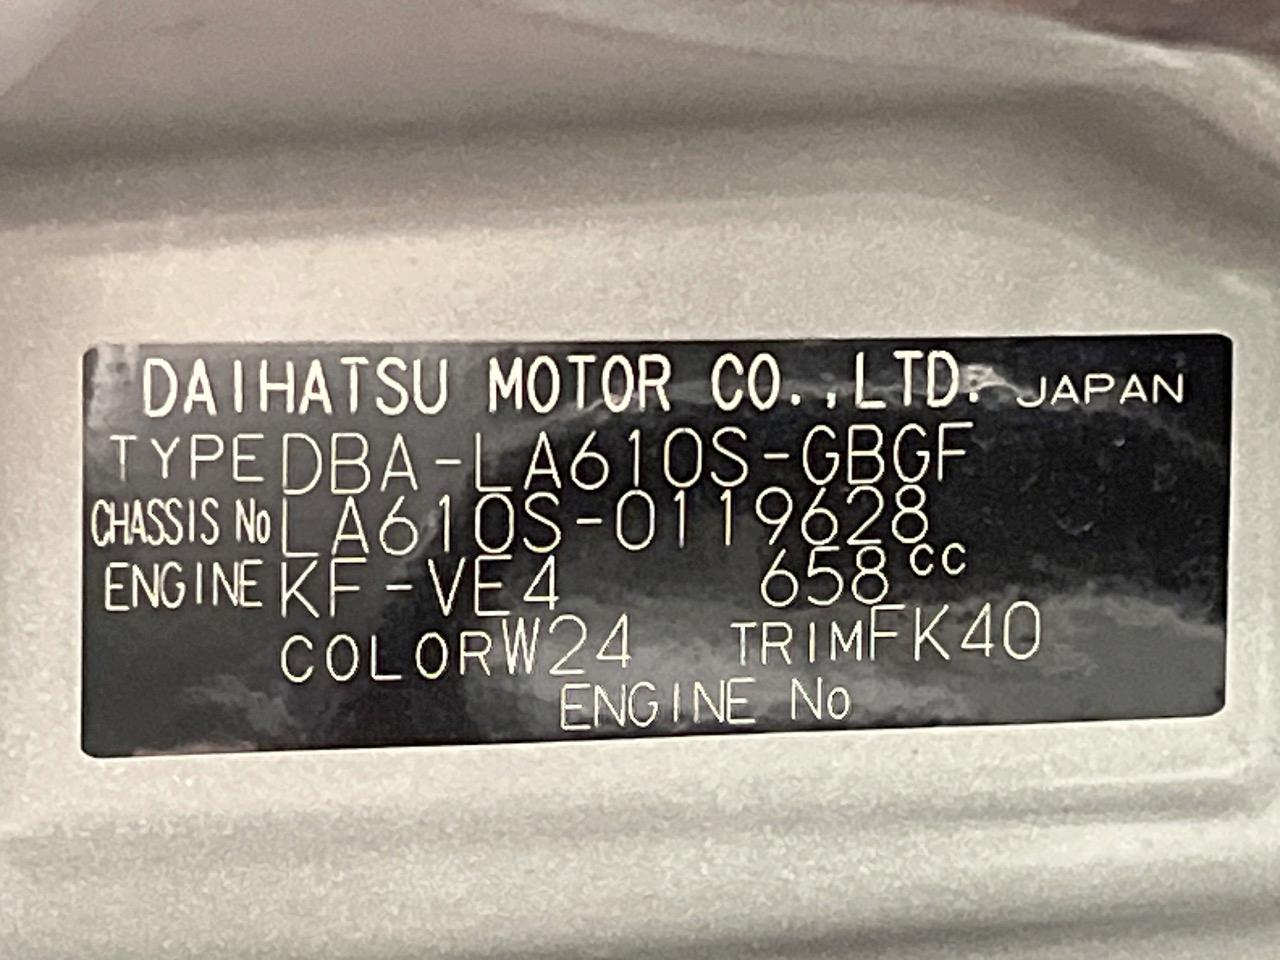 DAIHATSU MOTOR CO.,LTD. JAPAN
TYPE DBA-LA610S-GBGF
CHASSIS No LA610S-0119628
ENGINE KF-VE4 658cc
COLOR W24 TRIM FK40
ENGINE No